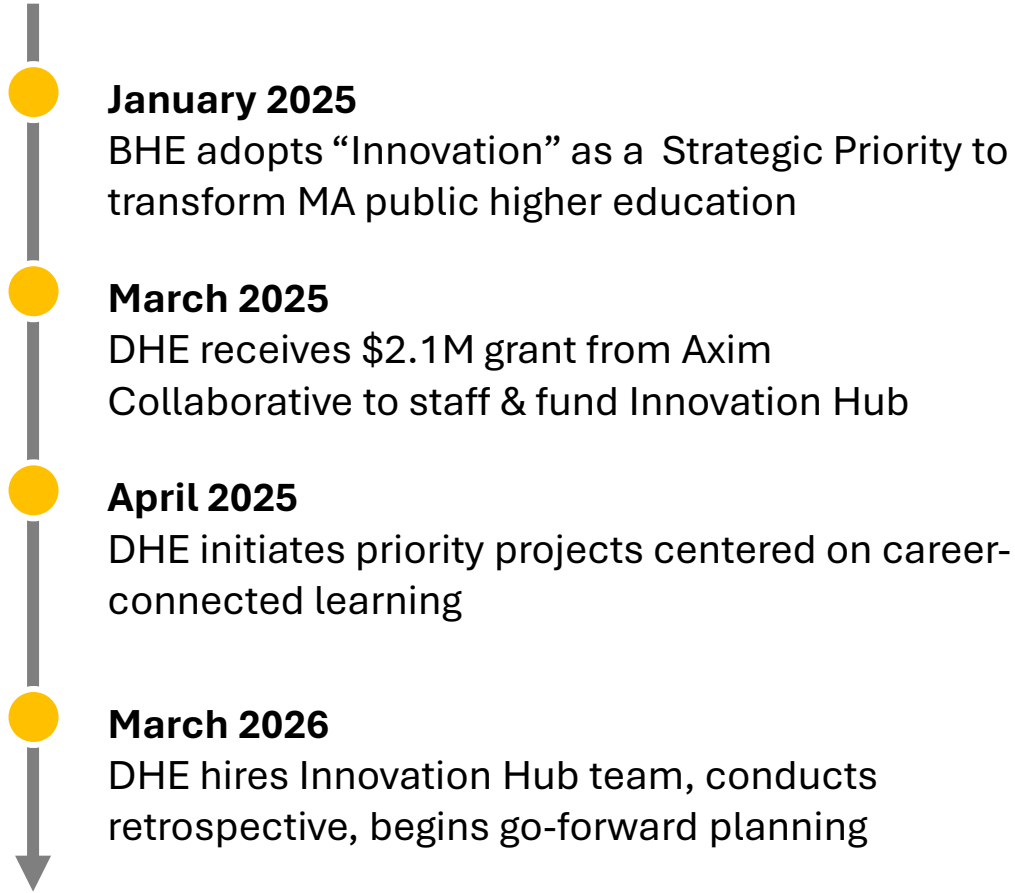 January 2025
BHE adopts “Innovation” as a  Strategic Priority to
transform MA public higher education
March 2025
DHE receives $2.1M grant from Axim
Collaborative to staff & fund Innovation Hub
April 2025
DHE initiates priority projects centered on career-
connected learning
March 2026
DHE hires Innovation Hub team, conducts
retrospective, begins go-forward planning